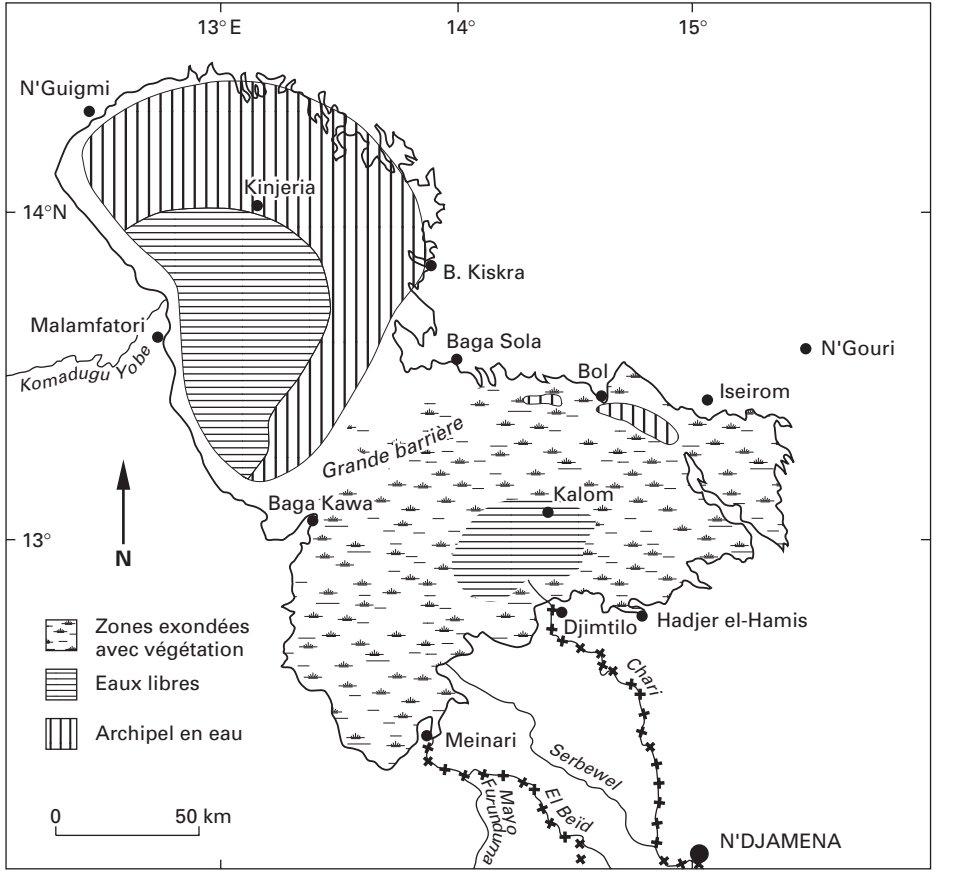 13° E
14°
15°
N'Guigmi
Kinjeria
14°N
B. Kiskra
Malamfatori
Komadugu Yobe
Baga Sola
N'Gouri
Bol
Iseirom
Grande barrière
Kalom
Baga Kawa
13°
N
Djimtilo
Hadjer el-Hamis
Zones exondées
avec végétation
Eaux libres
Archipel en eau
Chari
Meinari
Serbewel
Mayo
Furunduma
El Beïd
0 50 km
N'DJAMENA